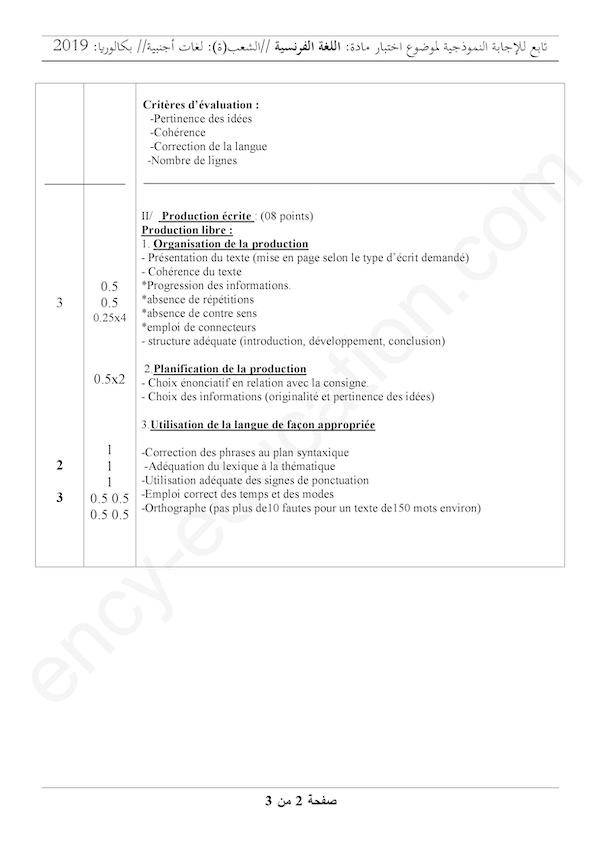 تابع للإجابة النموذجية لموضوع اختبار مادة: اللغة الفرنسية //الشعب(ة): لغات أجنبية// بكالوريا: 2019
Critères d'évaluation :
-Pertinence des idées
-Cohérence
-Correction de la langue
-Nombre de lignes
II/ Production écrite : (08 points)
Production libre :
1. Organisation de la production
- Présentation du texte (mise en page selon le type d'écrit demandé)
- Cohérence du texte
0.5 *Progression des informations.
3 0.5 *absence de répétitions
0.25x4 *absence de contre sens
*emploi de connecteurs
- structure adéquate (introduction, développement, conclusion)
2.Planification de la production
0.5x2 - Choix énonciatif en relation avec la consigne.
- Choix des informations (originalité et pertinence des idées)
3.Utilisation de la langue de façon appropriée
1 -Correction des phrases au plan syntaxique
2 1 -Adéquation du lexique à la thématique
1 -Utilisation adéquate des signes de ponctuation
3 0.5 0.5 -Emploi correct des temps et des modes
0.5 0.5 -Orthographe (pas plus de10 fautes pour un texte de150 mots environ)
ency-education.com
صفحة 2 من 3